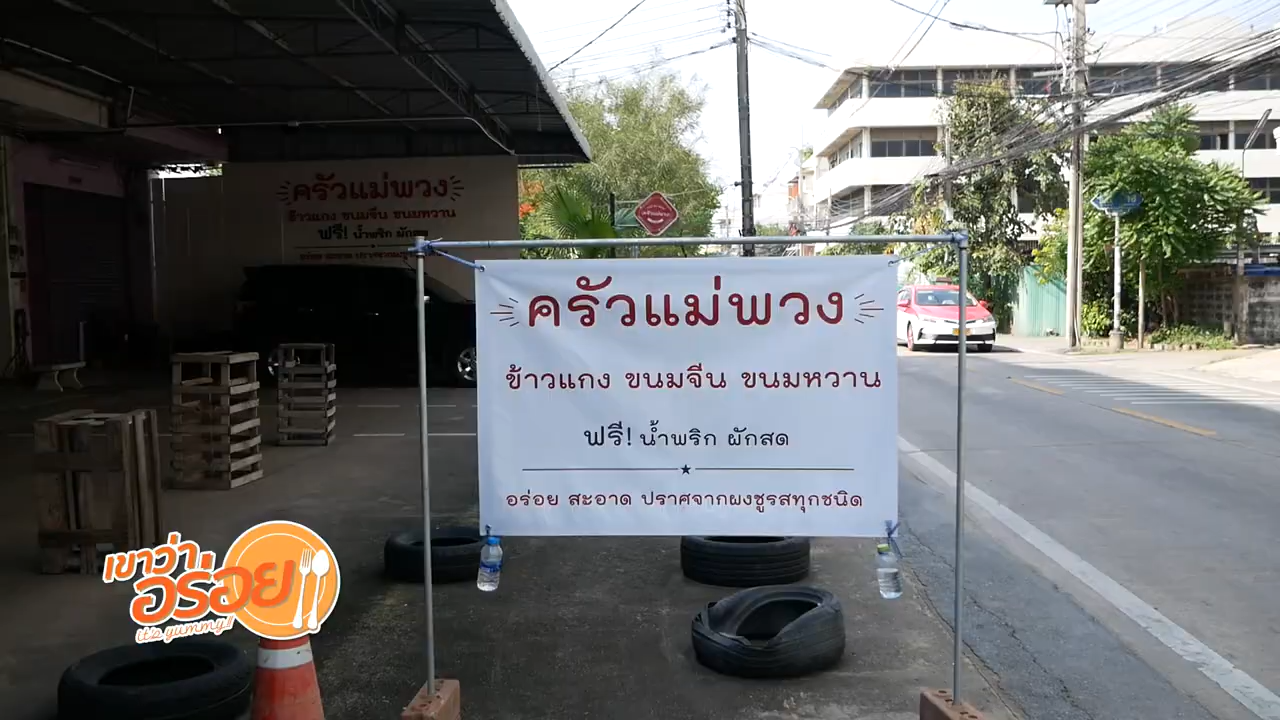 ครัวแม่พวง
ข้าวแกง ขนมจีน ขนมหวาน
ฟรี! น้ำพริก ผักสด
ครัวแม่พวง
ข้าวแกง ขนมจีน ขนมหวาน
ฟรี! น้ำพริก ผักสด
อร่อย สะอาด ปราศจากผงชูรสทุกชนิด
เขาว่า
อร่อย
it's yummy!!